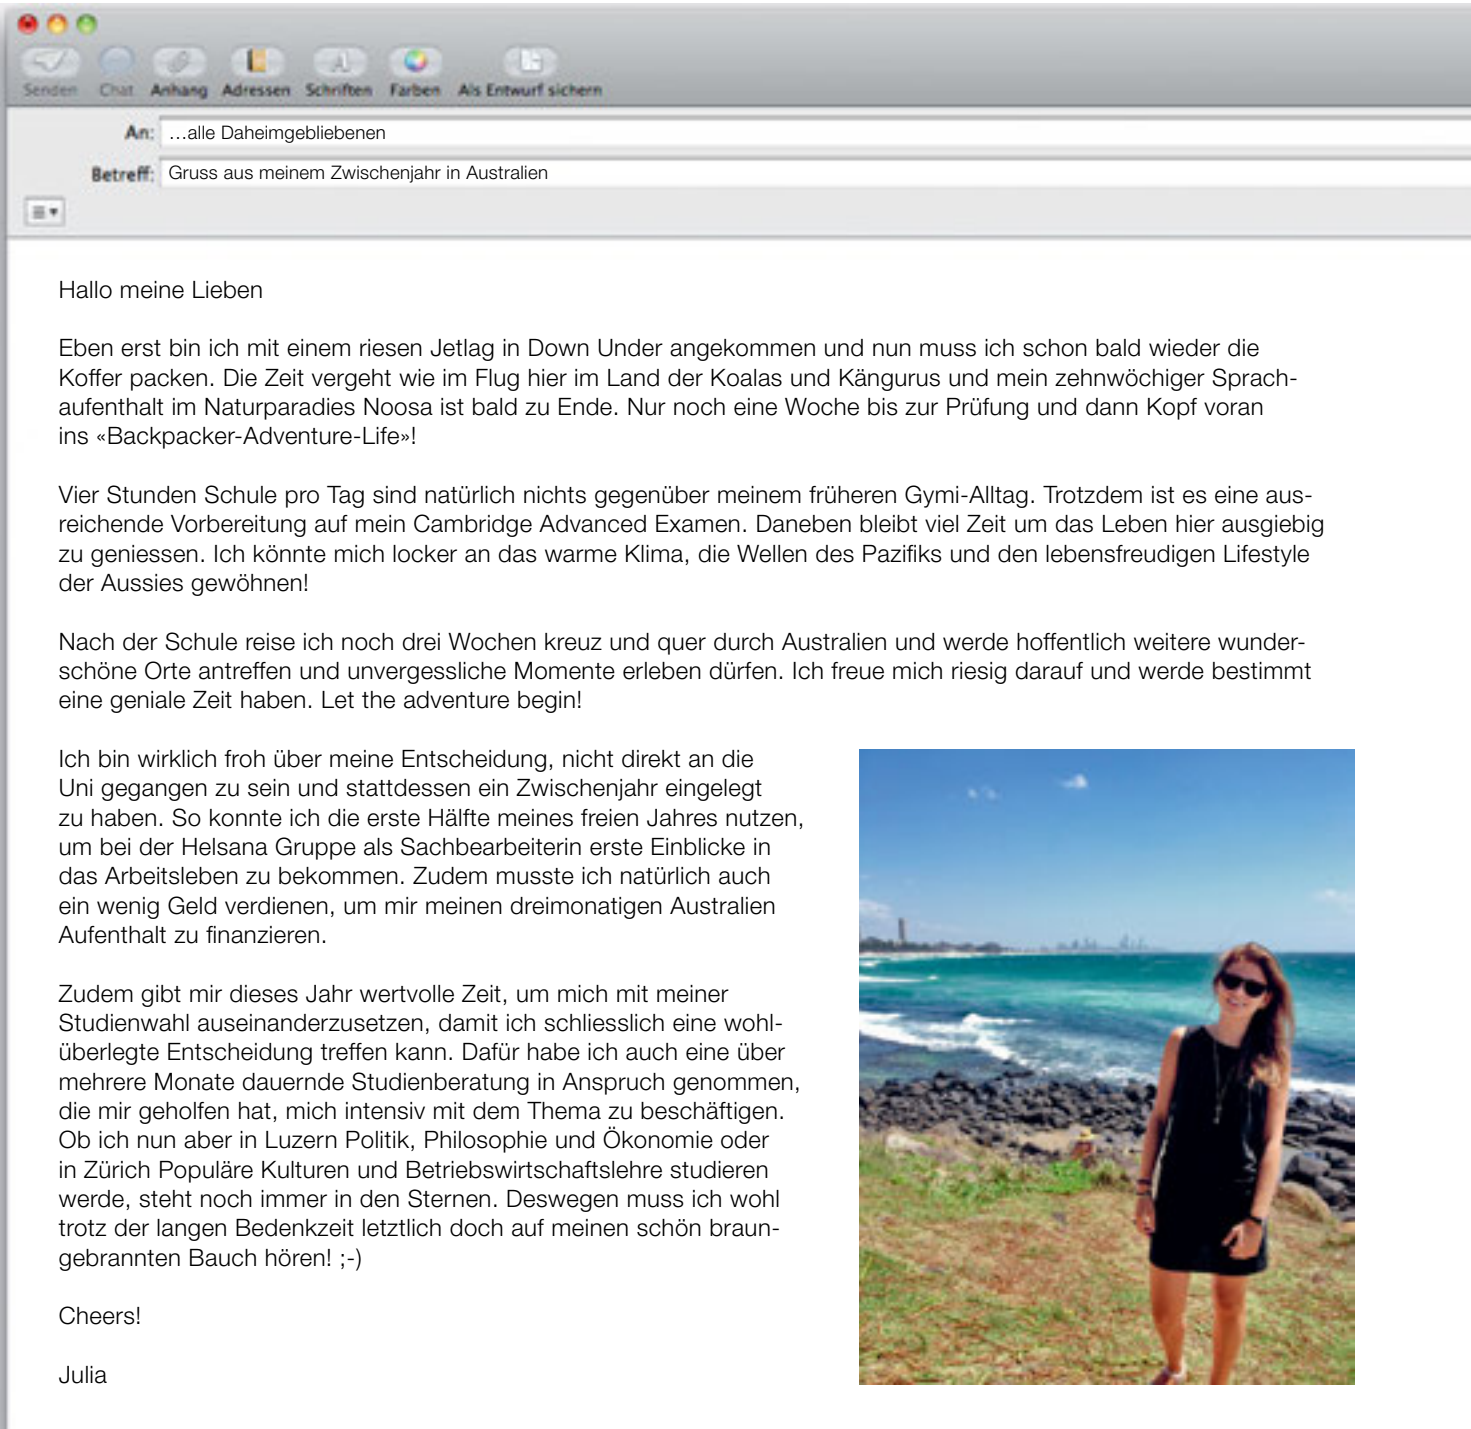 Senden Chat Anhang Adressen Schriften Farben Als Entwurf sichern
An: …alle Daheimgebliebenen
Betreff: Gruss aus meinem Zwischenjahr in Australien
Hallo meine Lieben
Eben erst bin ich mit einem riesen Jetlag in Down Under angekommen und nun muss ich schon bald wieder die
Koffer packen. Die Zeit vergeht wie im Flug hier im Land der Koalas und Kängurus und mein zehnwöchiger Sprach-
aufenthalt im Naturparadies Noosa ist bald zu Ende. Nur noch eine Woche bis zur Prüfung und dann Kopf voran
ins «Backpacker-Adventure-Life»!
Vier Stunden Schule pro Tag sind natürlich nichts gegenüber meinem früheren Gymi-Alltag. Trotzdem ist es eine aus-
reichende Vorbereitung auf mein Cambridge Advanced Examen. Daneben bleibt viel Zeit um das Leben hier ausgiebig
zu geniessen. Ich könnte mich locker an das warme Klima, die Wellen des Pazifiks und den lebensfreudigen Lifestyle
der Aussies gewöhnen!
Nach der Schule reise ich noch drei Wochen kreuz und quer durch Australien und werde hoffentlich weitere wunder-
schöne Orte antreffen und unvergessliche Momente erleben dürfen. Ich freue mich riesig darauf und werde bestimmt
eine geniale Zeit haben. Let the adventure begin!
Ich bin wirklich froh über meine Entscheidung, nicht direkt an die
Uni gegangen zu sein und stattdessen ein Zwischenjahr eingelegt
zu haben. So konnte ich die erste Hälfte meines freien Jahres nutzen,
um bei der Helsana Gruppe als Sachbearbeiterin erste Einblicke in
das Arbeitsleben zu bekommen. Zudem musste ich natürlich auch
ein wenig Geld verdienen, um mir meinen dreimonatigen Australien
Aufenthalt zu finanzieren.
Zudem gibt mir dieses Jahr wertvolle Zeit, um mich mit meiner
Studienwahl auseinanderzusetzen, damit ich schliesslich eine wohl-
überlegte Entscheidung treffen kann. Dafür habe ich auch eine über
mehrere Monate dauernde Studienberatung in Anspruch genommen,
die mir geholfen hat, mich intensiv mit dem Thema zu beschäftigen.
Ob ich nun aber in Luzern Politik, Philosophie und Ökonomie oder
in Zürich Populäre Kulturen und Betriebswirtschaftslehre studieren
werde, steht noch immer in den Sternen. Deswegen muss ich wohl
trotz der langen Bedenkzeit letztlich doch auf meinen schön braun-
gebrannten Bauch hören! ;-)
Cheers!
Julia